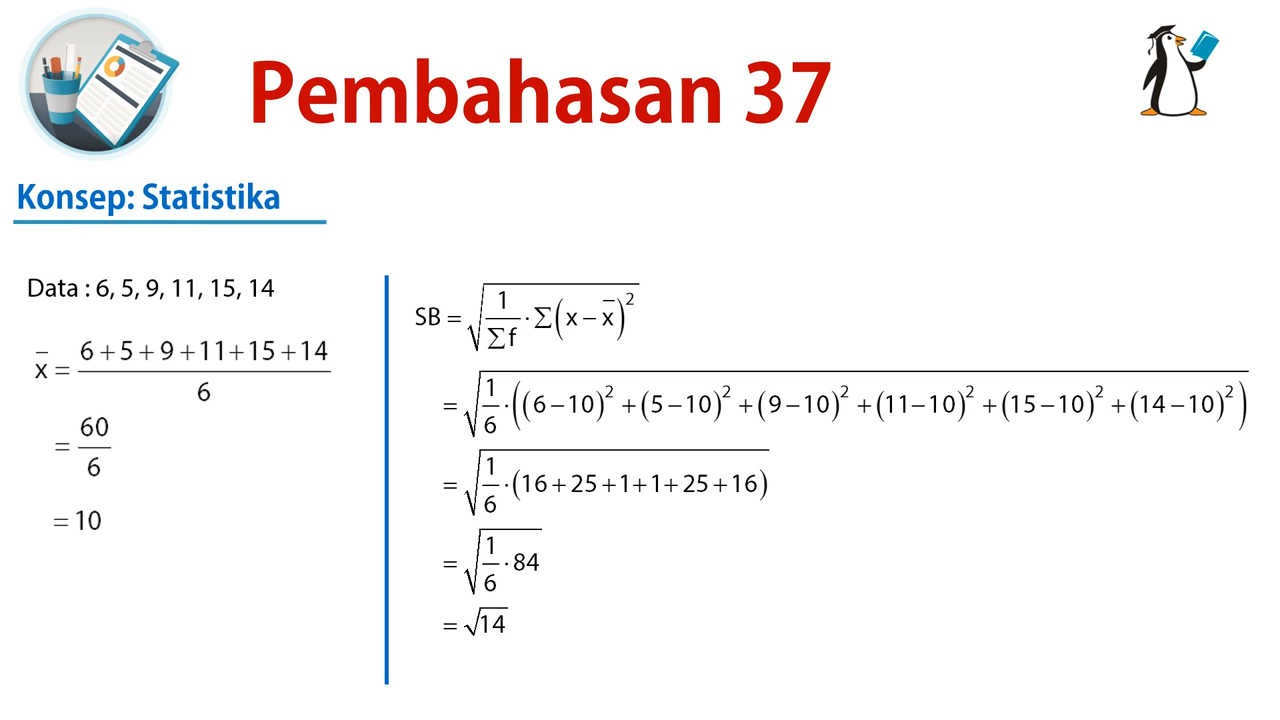 Pembahasan 37
Konsep: Statistika
Data : 6, 5, 9, 11, 15, 14
x̄ = (6+5+9+11+15+14)/6
= 60/6
= 10
SB = √(1/∑f · ∑(x − x̄)²)
= √(1/6 · ((6−10)² + (5−10)² + (9−10)² + (11−10)² + (15−10)² + (14−10)²))
= √(1/6 · (16+25+1+1+25+16))
= √(1/6 · 84)
= √14